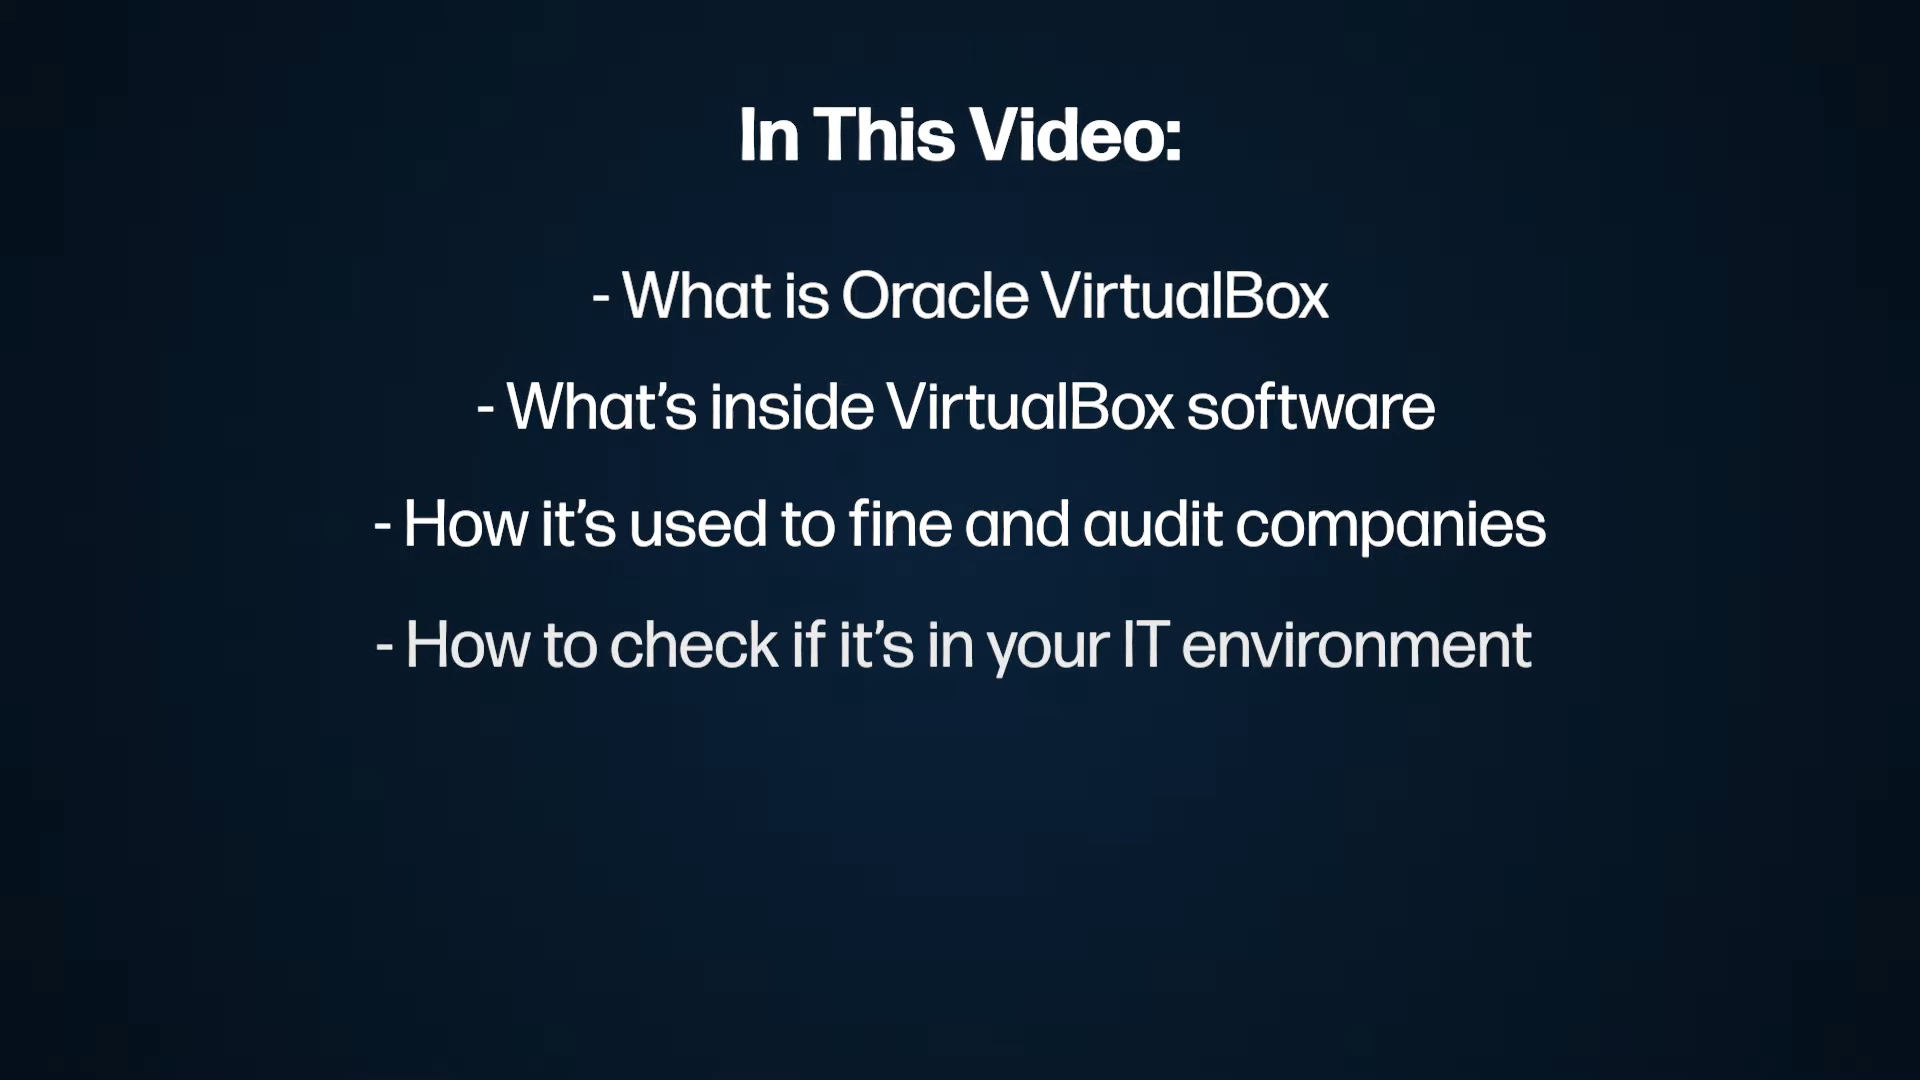 In This Video:
- What is Oracle VirtualBox
- What’s inside VirtualBox software
- How it’s used to fine and audit companies
- How to check if it’s in your IT environment